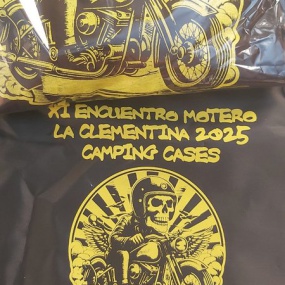 XI ENCUENTRO MOTERO
LA CLEMENTINA 2025
CAMPING CASES